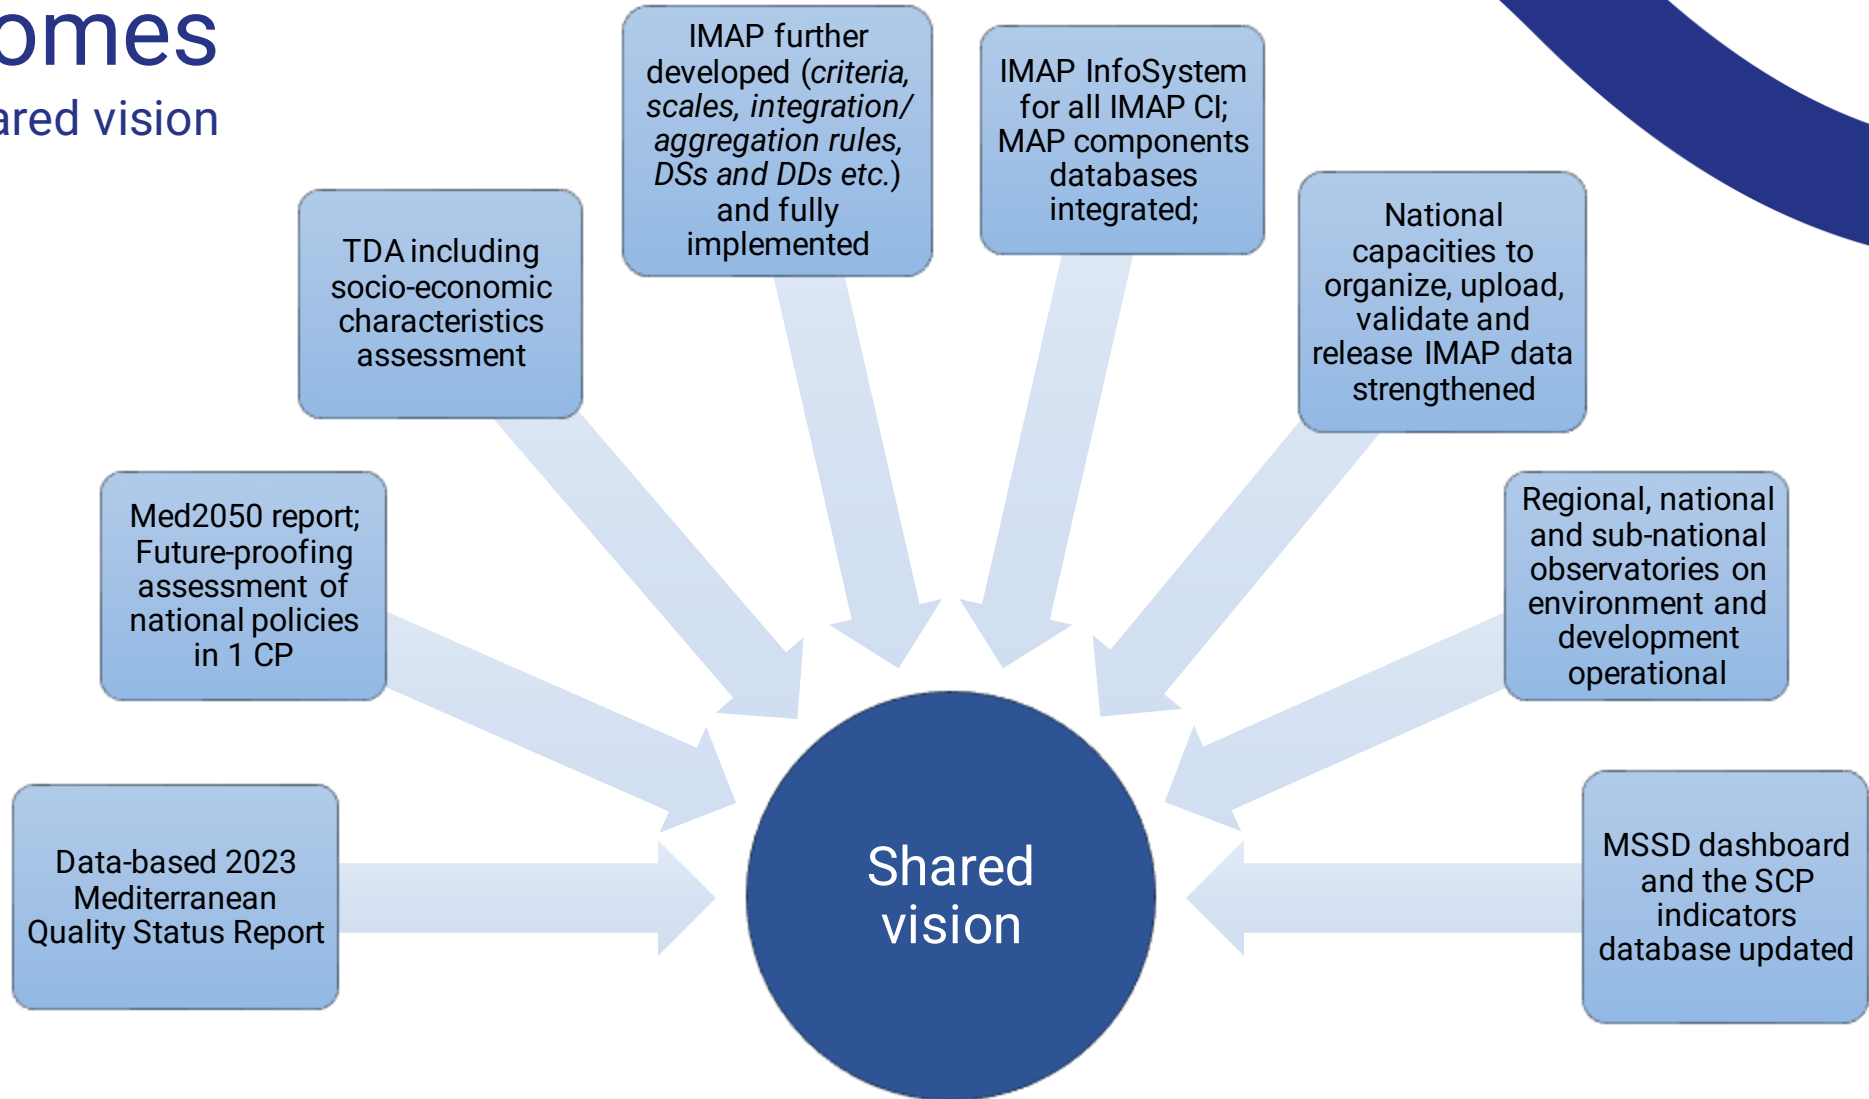 omes
ared vision
IMAP further
developed (criteria,
scales, integration/
aggregation rules,
DSs and DDs etc.)
and fully
implemented
IMAP InfoSystem
for all IMAP CI;
MAP components
databases
integrated;
TDA including
socio-economic
characteristics
assessment
National
capacities to
organize, upload,
validate and
release IMAP data
strengthened
Med2050 report;
Future-proofing
assessment of
national policies
in 1 CP
Regional, national
and sub-national
observatories on
environment and
development
operational
Data-based 2023
Mediterranean
Quality Status Report
Shared
vision
MSSD dashboard
and the SCP
indicators
database updated